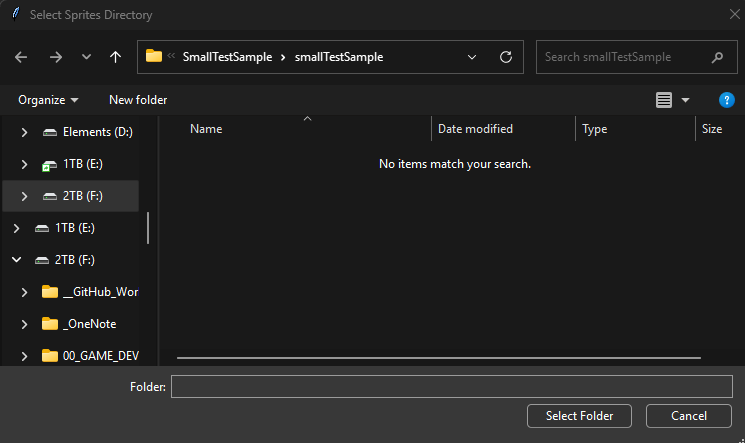 Select Sprites Directory
« SmallTestSample > smallTestSample
Search smallTestSample
Organize
New folder
?
Name
Date modified
Type
Size
No items match your search.
Elements (D:)
1TB (E:)
2TB (F:)
1TB (E:)
2TB (F:)
__GitHub_Wor
_OneNote
00_GAME_DEV
Folder:
Select Folder
Cancel